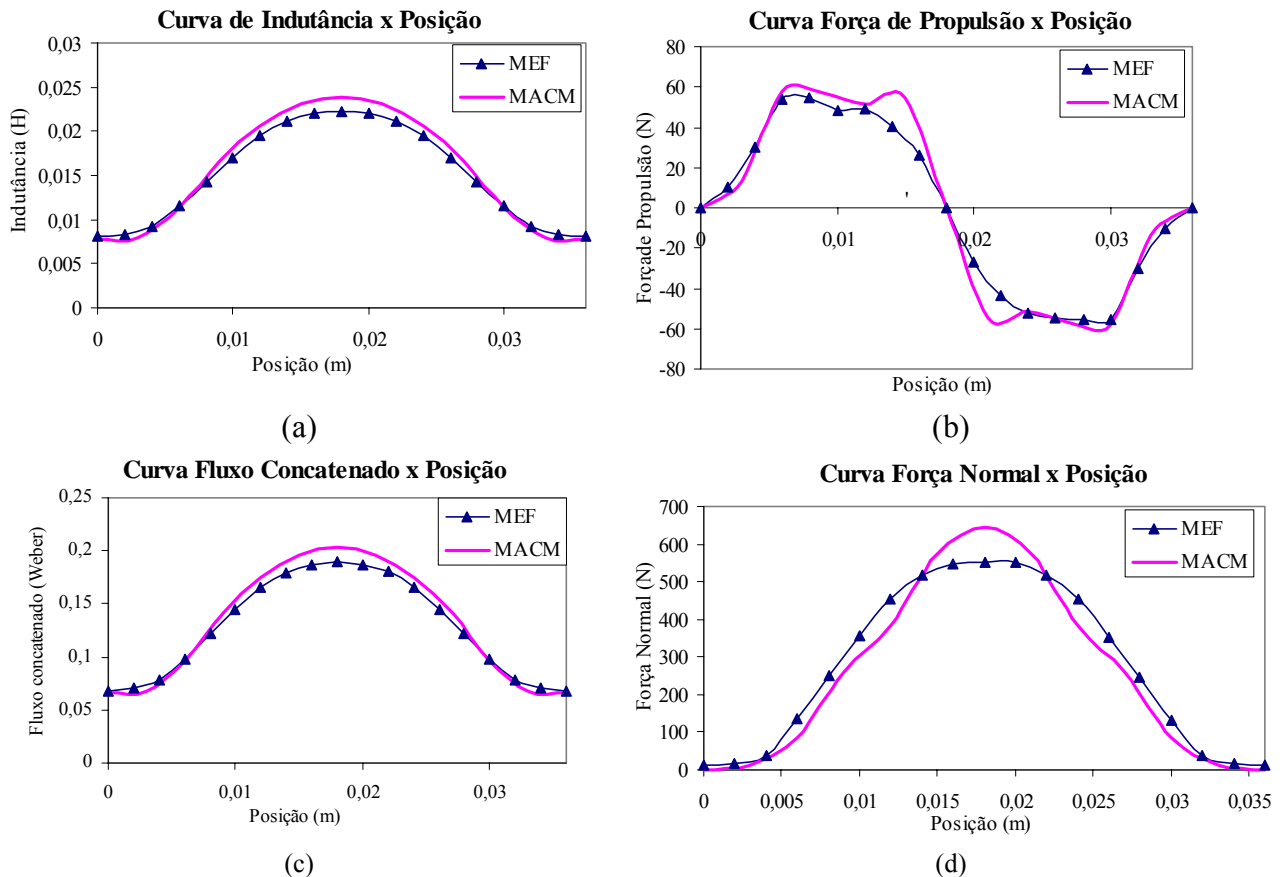 Curva de Indutância x Posição
0,03
0,025
0,02
0,015
0,01
0,005
0
Indutância (H)
MEF
MACM
0
0,01
0,02
0,03
Posição (m)
(a)
Curva Força de Propulsão x Posição
80
60
40
20
0
-20
-40
-60
-80
Forçade Propulsão (N)
MEF
MACM
0
0,01
0,02
0,03
Posição (m)
(b)
Curva Fluxo Concatenado x Posição
0,25
0,2
0,15
0,1
0,05
0
Fluxo concatenado (Weber)
MEF
MACM
0
0,01
0,02
0,03
Posição (m)
(c)
Curva Força Normal x Posição
700
600
500
400
300
200
100
0
Força Normal (N)
MEF
MACM
0
0,005
0,01
0,015
0,02
0,025
0,03
0,035
Posição (m)
(d)